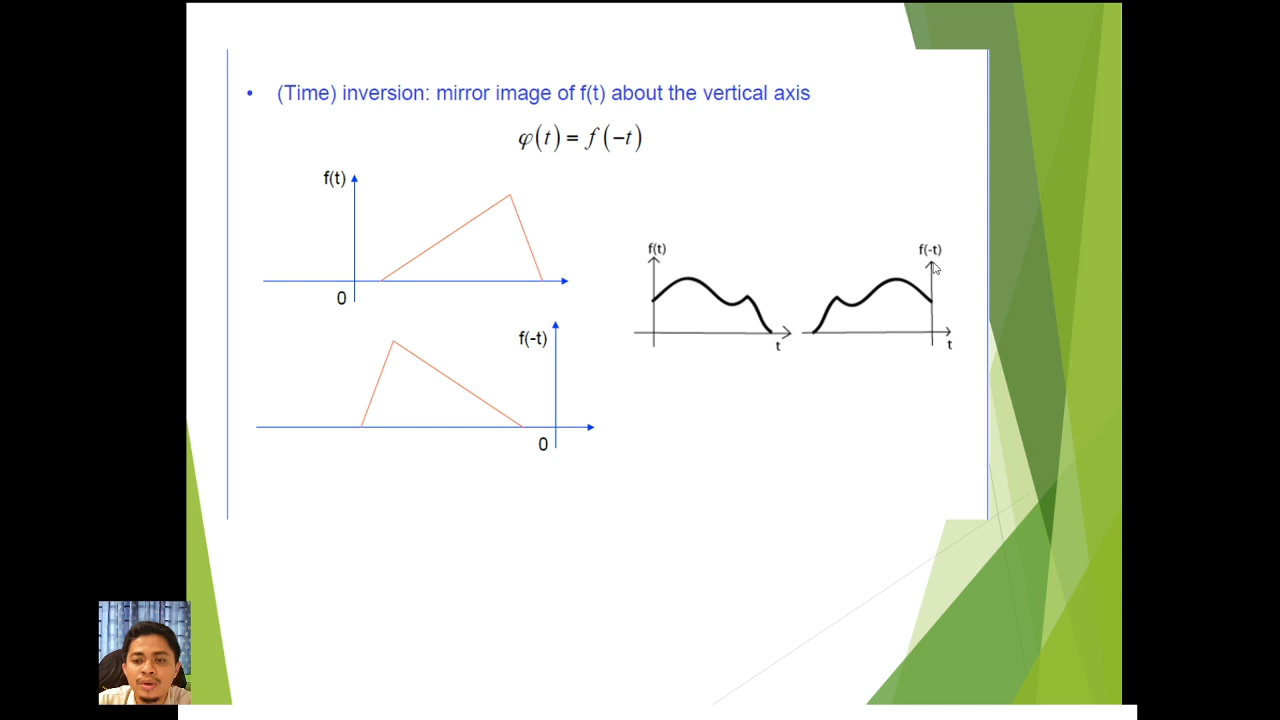 • (Time) inversion: mirror image of f(t) about the vertical axis
φ(t) = f(−t)
f(t)
0
f(-t)
0
f(t)
t
f(-t)
t